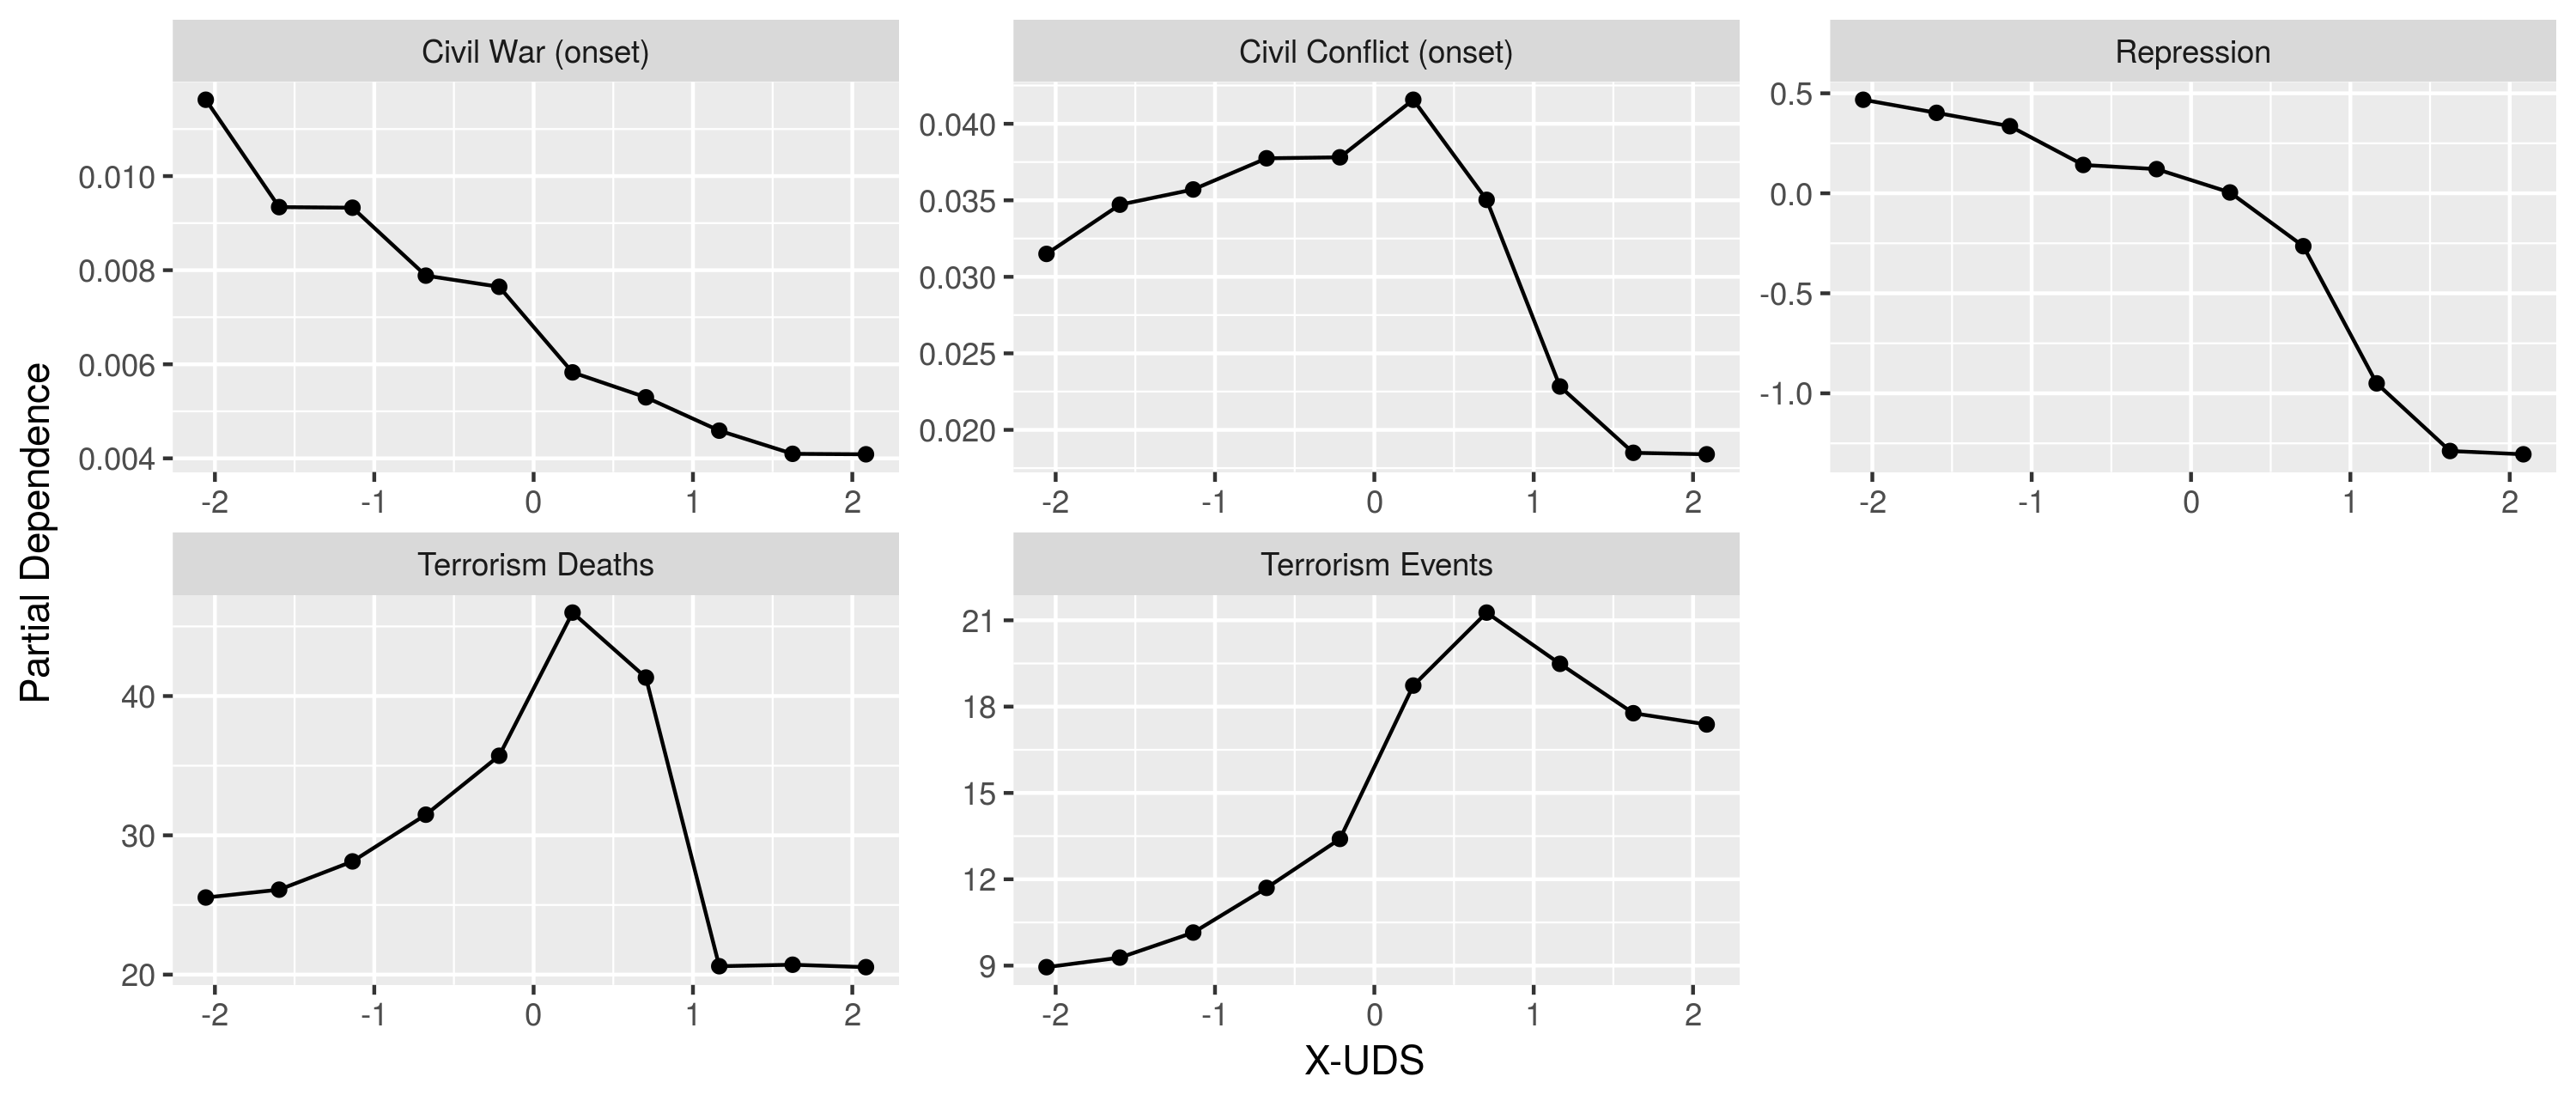 Civil War (onset)
Civil Conflict (onset)
Repression
0.010
0.008
0.006
0.004
-2 -1 0 1 2
0.040
0.035
0.030
0.025
0.020
-2 -1 0 1 2
0.5
0.0
-0.5
-1.0
-2 -1 0 1 2
Partial Dependence
Terrorism Deaths
Terrorism Events
40
30
20
-2 -1 0 1 2
21
18
15
12
9
-2 -1 0 1 2
X-UDS